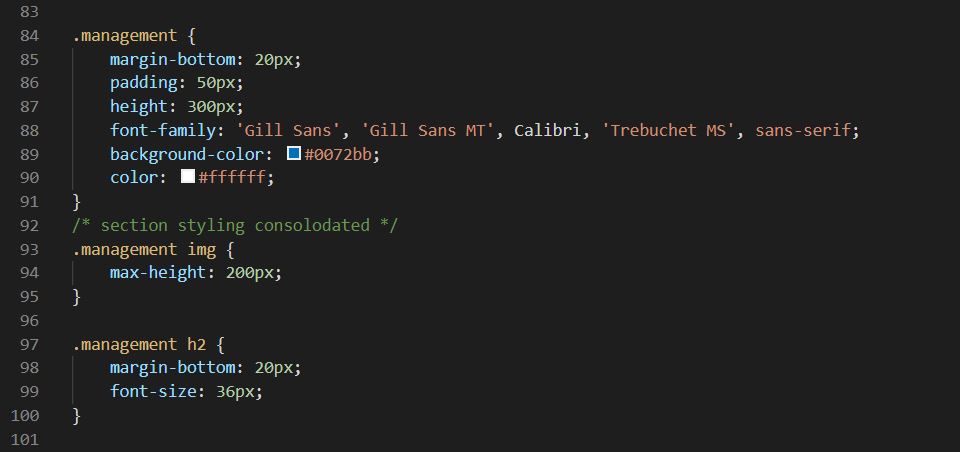 83
84 .management {
85 margin-bottom: 20px;
86 padding: 50px;
87 height: 300px;
88 font-family: 'Gill Sans', 'Gill Sans MT', Calibri, 'Trebuchet MS', sans-serif;
89 background-color: #0072bb;
90 color: #ffffff;
91 }
92 /* section styling consolodated */
93 .management img {
94 max-height: 200px;
95 }
96
97 .management h2 {
98 margin-bottom: 20px;
99 font-size: 36px;
100 }
101